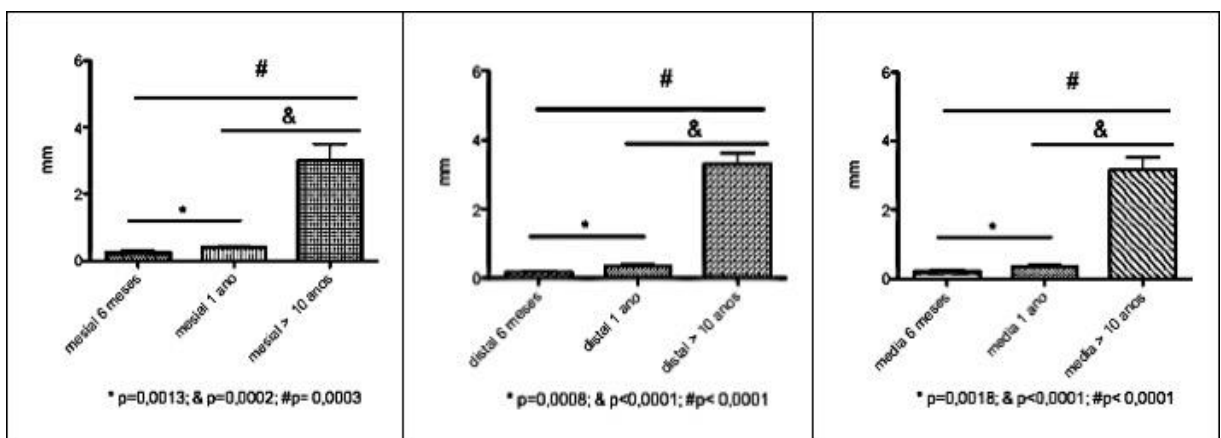 6
#
&
4
mm
2
*
0
mesial 6 meses
mesial 1 ano
mesial > 10 anos
* p=0,0013; & p=0,0002; #p= 0,0003
6
#
&
4
mm
2
*
0
distal 6 meses
distal 1 ano
distal > 10 anos
* p=0,0008; & p<0,0001; #p< 0,0001
6
#
&
4
mm
2
*
0
media 6 meses
media 1 ano
media > 10 anos
* p=0,0018; & p<0,0001; #p< 0,0001